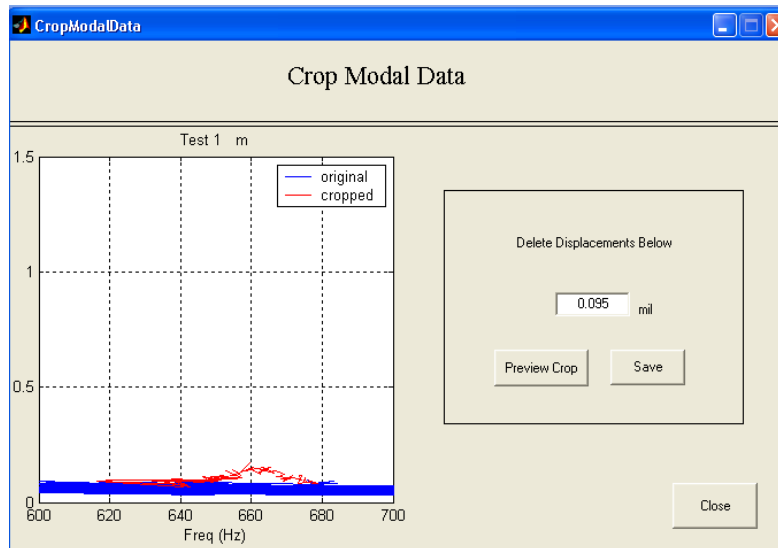 CropModalData
Crop Modal Data
Test 1 m
1.5
1
0.5
0
original
cropped
600 620 640 660 680 700
Freq (Hz)
Delete Displacements Below
0.095 mil
Preview Crop Save
Close